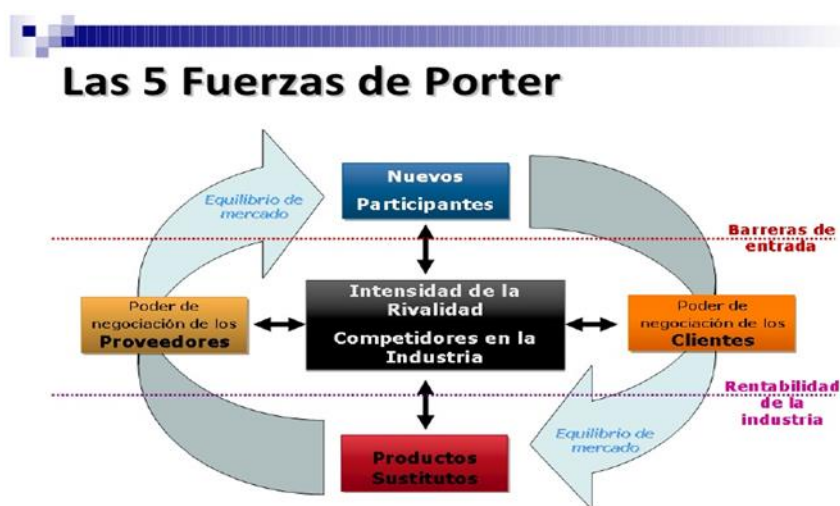 Las 5 Fuerzas de Porter
Nuevos
Participantes
Equilibrio de
mercado
Barreras de
entrada
Intensidad de la
Rivalidad
Competidores en la
Industria
Poder de
negociación de los
Proveedores
Poder de
negociación de los
Clientes
Rentabilidad
de la
industria
Equilibrio de
mercado
Productos
Sustitutos